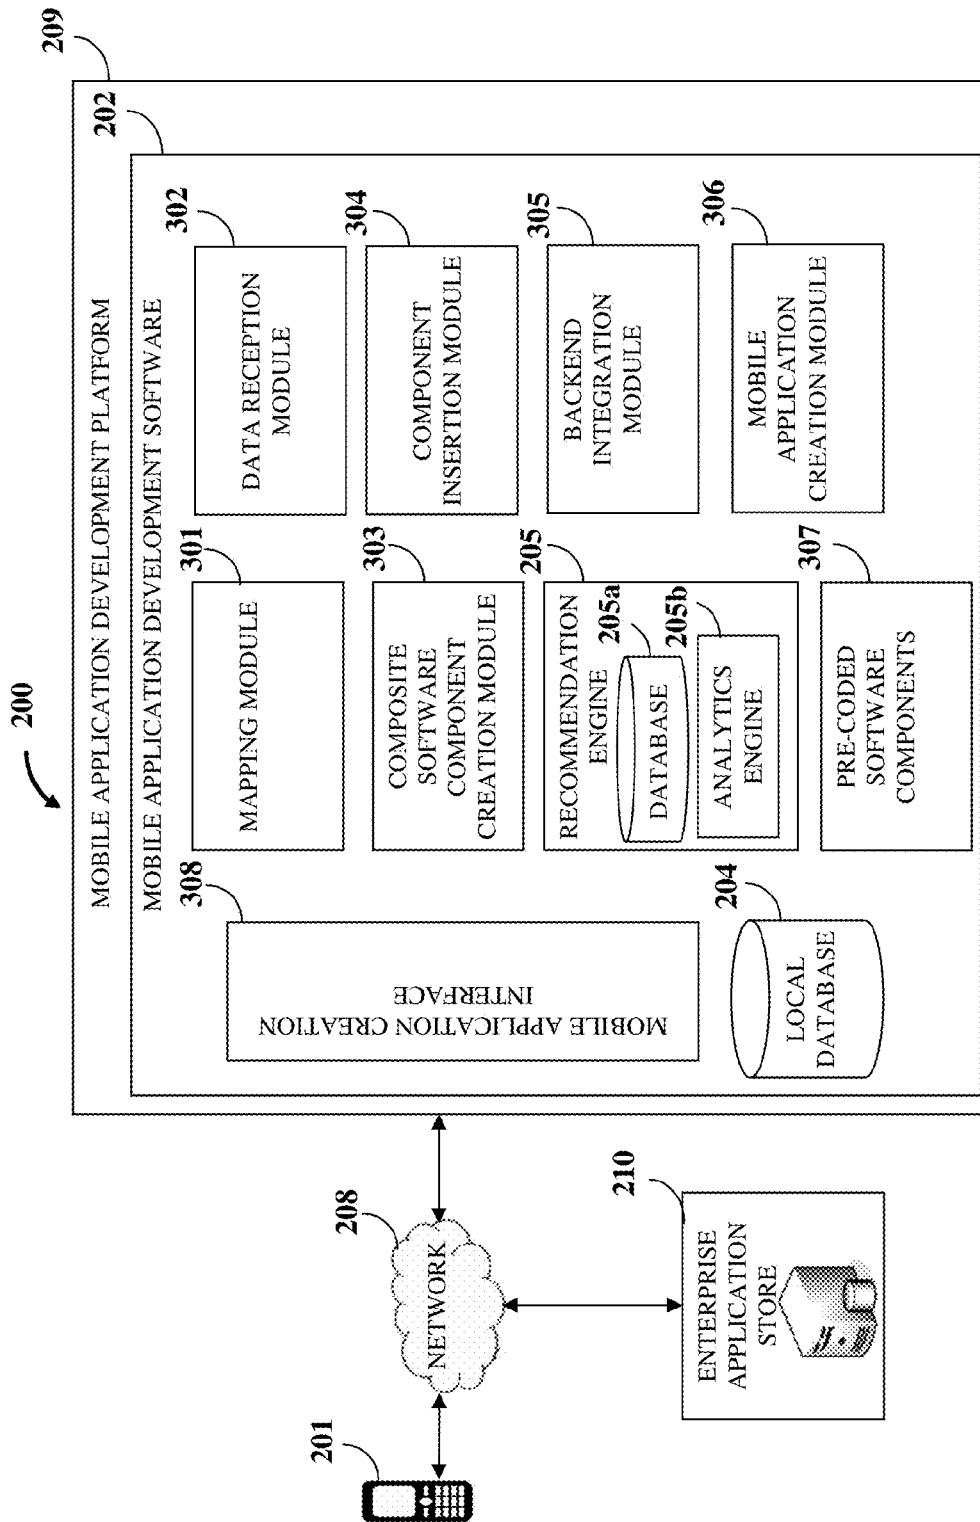 200
209
MOBILE APPLICATION DEVELOPMENT PLATFORM
202
MOBILE APPLICATION DEVELOPMENT SOFTWARE
308
MOBILE APPLICATION CREATION
INTERFACE
301
MAPPING MODULE
302
DATA RECEPTION
MODULE
303
COMPOSITE
SOFTWARE
COMPONENT
CREATION MODULE
304
COMPONENT
INSERTION MODULE
205
RECOMMENDATION
ENGINE
205a
DATABASE
205b
ANALYTICS
ENGINE
305
BACKEND
INTEGRATION
MODULE
204
LOCAL
DATABASE
307
PRE-CODED
SOFTWARE
COMPONENTS
306
MOBILE
APPLICATION
CREATION MODULE
201
208
NETWORK
210
ENTERPRISE
APPLICATION
STORE